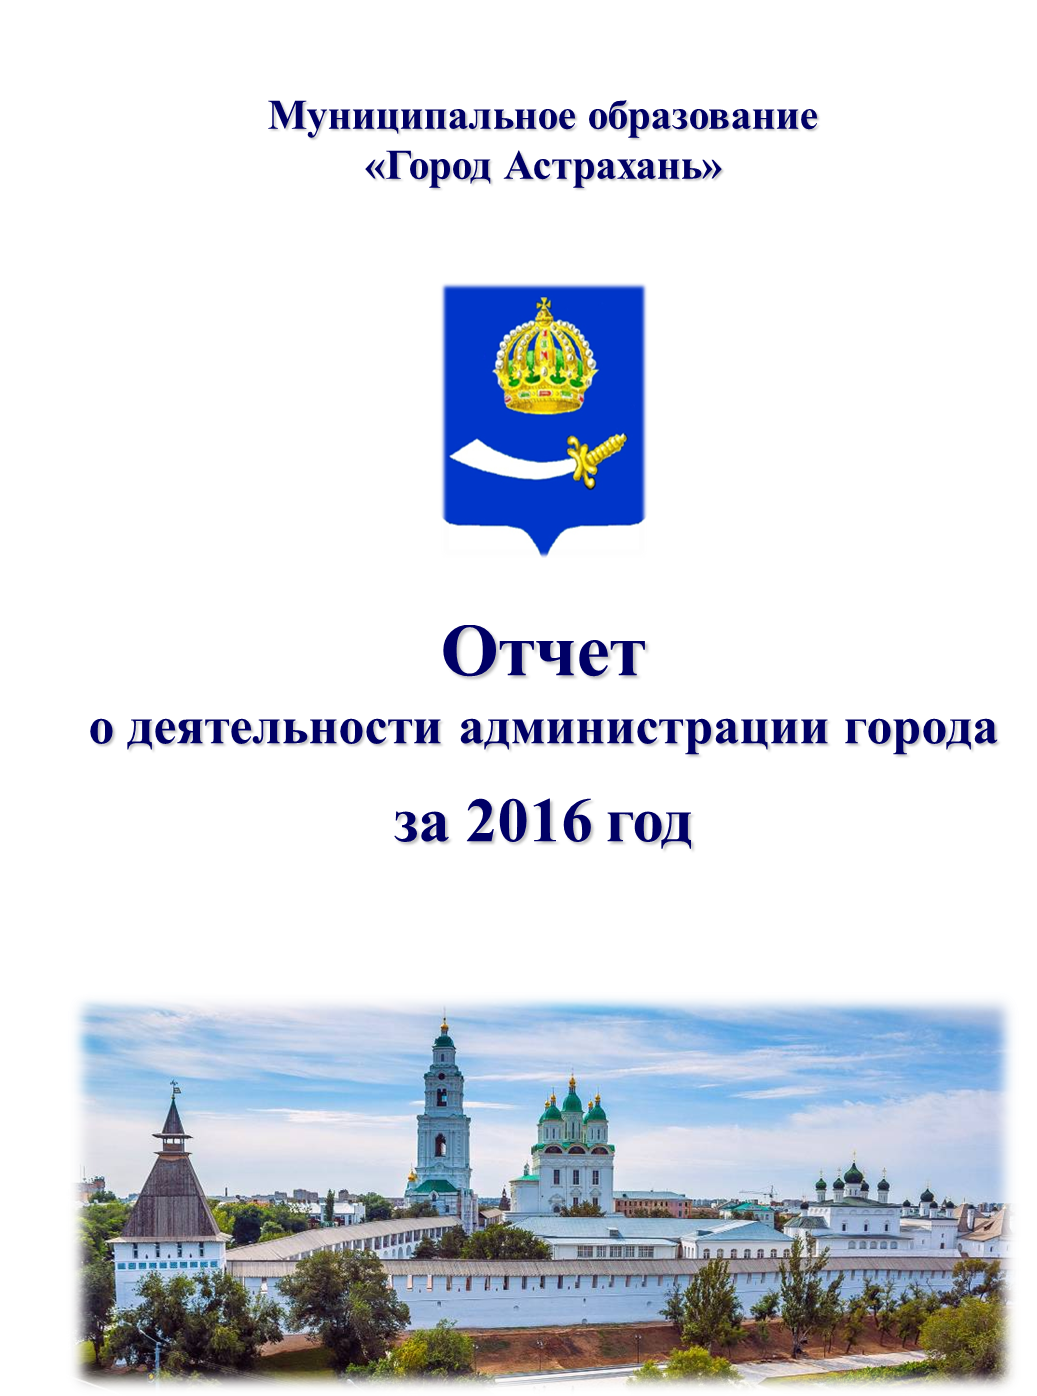 Муниципальное образование
«Город Астрахань»
Отчет
о деятельности администрации города
за 2016 год